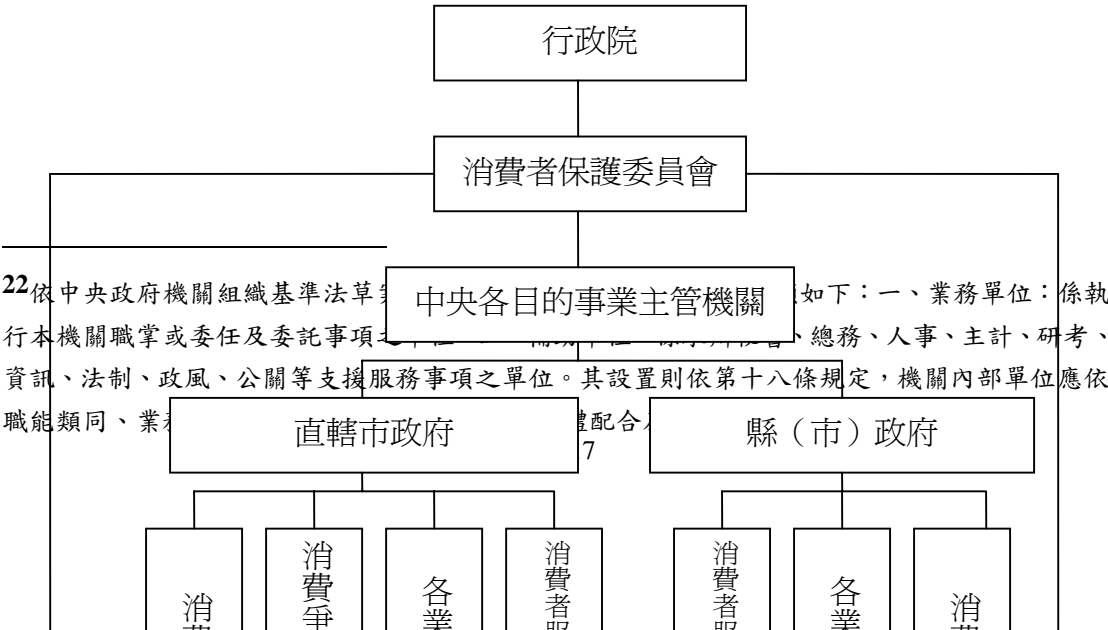 行政院
消費者保護委員會
中央各目的事業主管機關
22依中央政府機關組織基準法草 如下：一、業務單位：係執
行本機關職掌或委任及委託事項 、總務、人事、主計、研考、
資訊、法制、政風、公關等支援服務事項之單位。其設置則依第十八條規定，機關內部單位應依
職能類同、業 配合
直轄市政府
縣（市）政府
7
消費
消費爭
各業
消費者服
消費者服
各業
消費